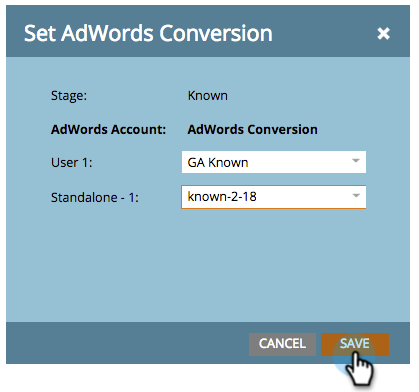 Set AdWords Conversion
Stage: Known
AdWords Account: AdWords Conversion
User 1: GA Known
Standalone - 1: known-2-18
CANCEL SAVE